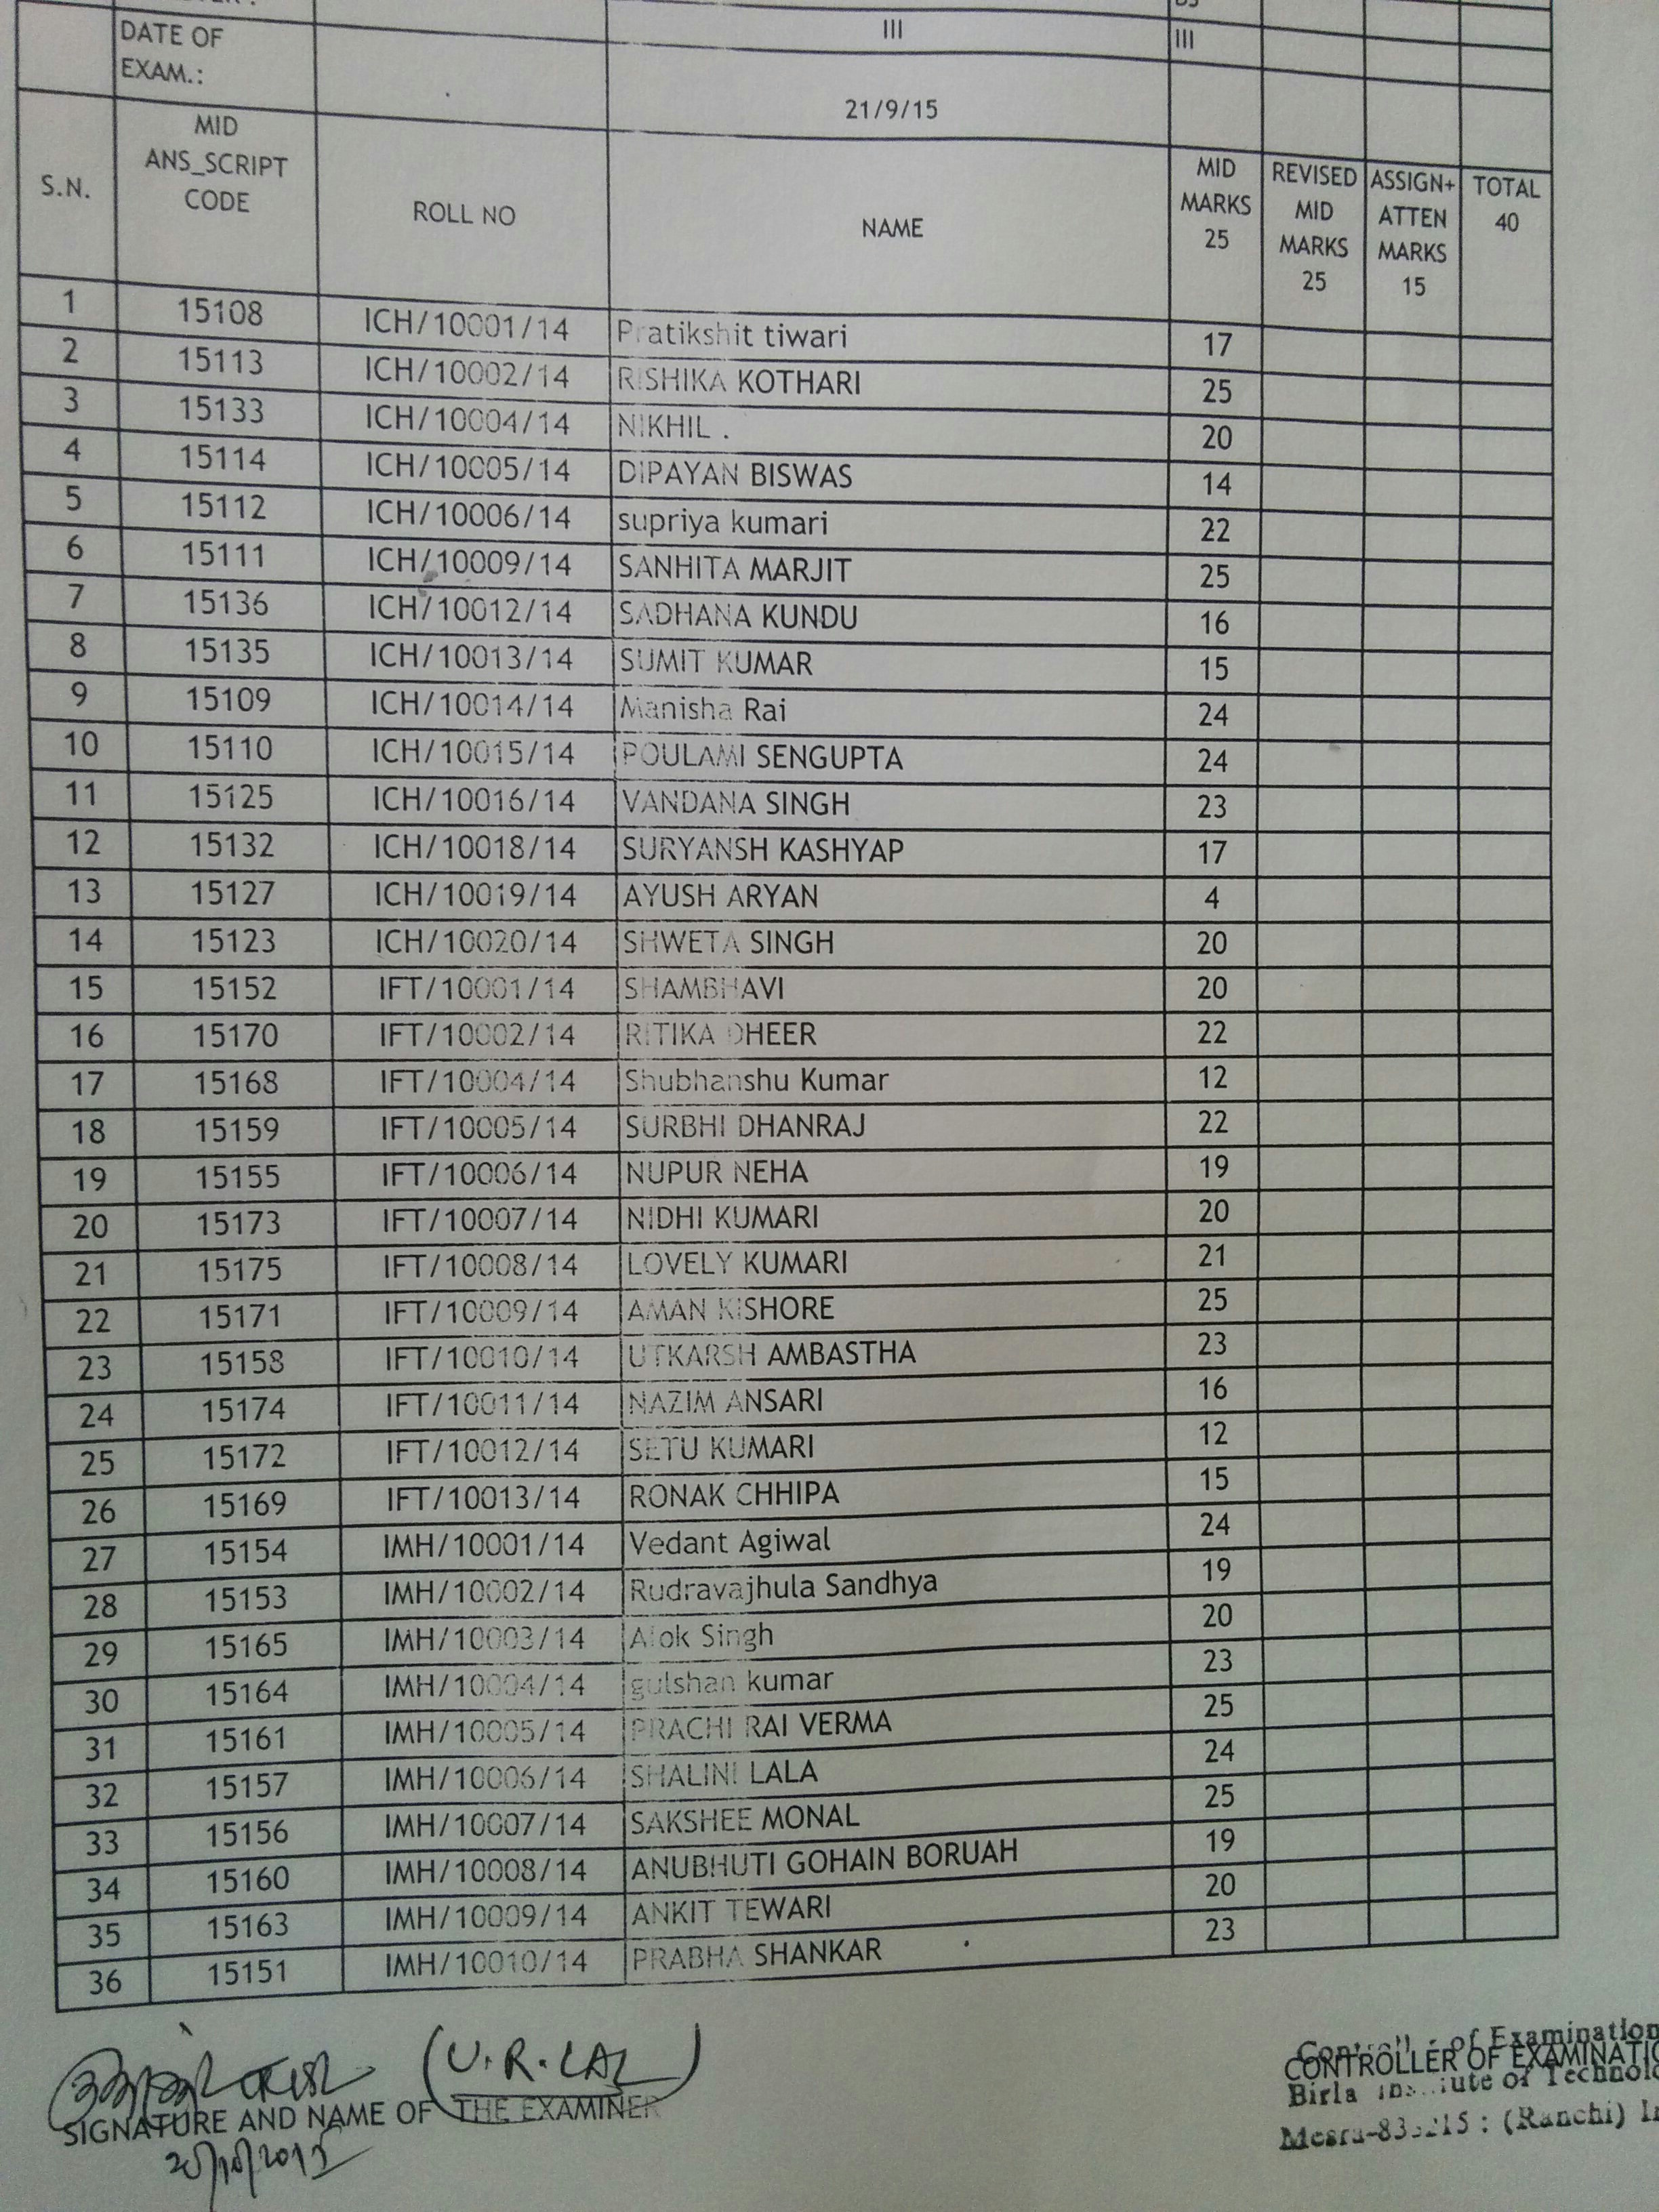 III III
DATE OF
EXAM.:
21/9/15
S.N. MID ANS_SCRIPT CODE ROLL NO NAME MID MARKS 25 REVISED MID MARKS 25 ASSIGN+ ATTEN MARKS 15 TOTAL 40
1 15108 ICH/10001/14 Pratikshit tiwari 17
2 15113 ICH/10002/14 RISHIKA KOTHARI 25
3 15133 ICH/10004/14 NIKHIL . 20
4 15114 ICH/10005/14 DIPAYAN BISWAS 14
5 15112 ICH/10006/14 supriya kumari 22
6 15111 ICH/10009/14 SANHITA MARJIT 25
7 15136 ICH/10012/14 SADHANA KUNDU 16
8 15135 ICH/10013/14 SUMIT KUMAR 15
9 15109 ICH/10014/14 Manisha Rai 24
10 15110 ICH/10015/14 POULAMI SENGUPTA 24
11 15125 ICH/10016/14 VANDANA SINGH 23
12 15132 ICH/10018/14 SURYANSH KASHYAP 17
13 15127 ICH/10019/14 AYUSH ARYAN 4
14 15123 ICH/10020/14 SHWETA SINGH 20
15 15152 IFT/10001/14 SHAMBHAVI 20
16 15170 IFT/10002/14 RITIKA DHEER 22
17 15168 IFT/10004/14 Shubhanshu Kumar 12
18 15159 IFT/10005/14 SURBHI DHANRAJ 22
19 15155 IFT/10006/14 NUPUR NEHA 19
20 15173 IFT/10007/14 NIDHI KUMARI 20
21 15175 IFT/10008/14 LOVELY KUMARI 21
22 15171 IFT/10009/14 AMAN KISHORE 25
23 15158 IFT/10010/14 UTKARSH AMBASTHA 23
24 15174 IFT/10011/14 NAZIM ANSARI 16
25 15172 IFT/10012/14 SETU KUMARI 12
26 15169 IFT/10013/14 RONAK CHHIPA 15
27 15154 IMH/10001/14 Vedant Agiwal 24
28 15153 IMH/10002/14 Rudravajhula Sandhya 19
29 15165 IMH/10003/14 Alok Singh 20
30 15164 IMH/10004/14 gulshan kumar 23
31 15161 IMH/10005/14 PRACHI RAI VERMA 25
32 15157 IMH/10006/14 SHALINI LALA 24
33 15156 IMH/10007/14 SAKSHEE MONAL 25
34 15160 IMH/10008/14 ANUBHUTI GOHAIN BORUAH 19
35 15163 IMH/10009/14 ANKIT TEWARI 20
36 15151 IMH/10010/14 PRABHA SHANKAR 23
(U.R.LAL)
SIGNATURE AND NAME OF THE EXAMINER
of Examination
CONTROLLER OF EXAMINATIO
Birla of Technolo
(Ranchi)